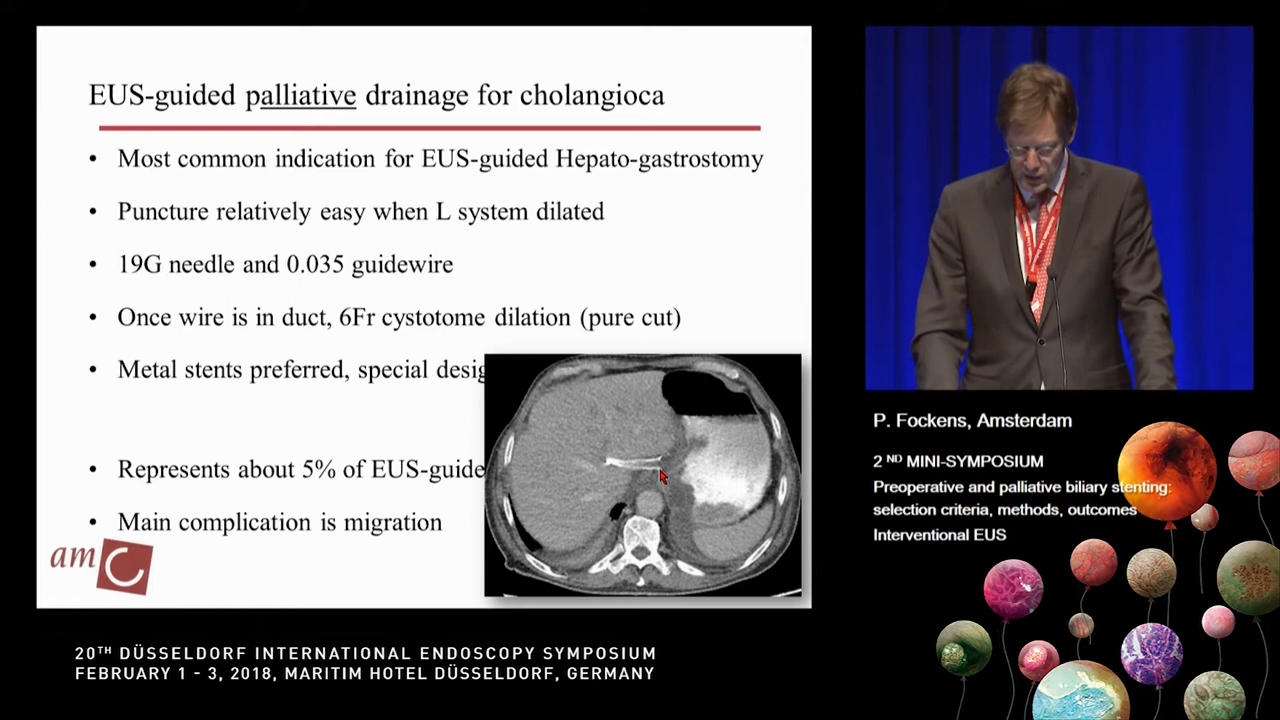 EUS-guided palliative drainage for cholangioca
• Most common indication for EUS-guided Hepato-gastrostomy
• Puncture relatively easy when L system dilated
• 19G needle and 0.035 guidewire
• Once wire is in duct, 6Fr cystotome dilation (pure cut)
• Metal stents preferred, special desig
• Represents about 5% of EUS-guide
• Main complication is migration
amC
P. Fockens, Amsterdam
2 ND MINI-SYMPOSIUM
Preoperative and palliative biliary stenting:
selection criteria, methods, outcomes
Interventional EUS
20TH DÜSSELDORF INTERNATIONAL ENDOSCOPY SYMPOSIUM
FEBRUARY 1 - 3, 2018, MARITIM HOTEL DÜSSELDORF, GERMANY